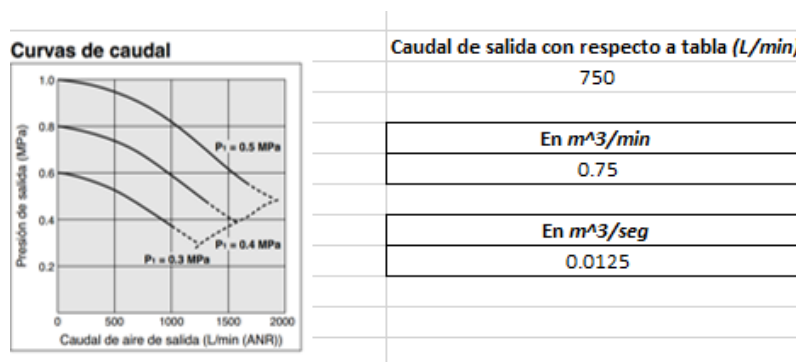 Curvas de caudal
1.0
0.8
0.6
0.4
0.2
Presión de salida (MPa)
P₁ = 0.5 MPa
P₁ = 0.4 MPa
P₁ = 0.3 MPa
0 500 1000 1500 2000
Caudal de aire de salida (L/min (ANR))
Caudal de salida con respecto a tabla (L/min)
750
En m^3/min
0.75
En m^3/seg
0.0125